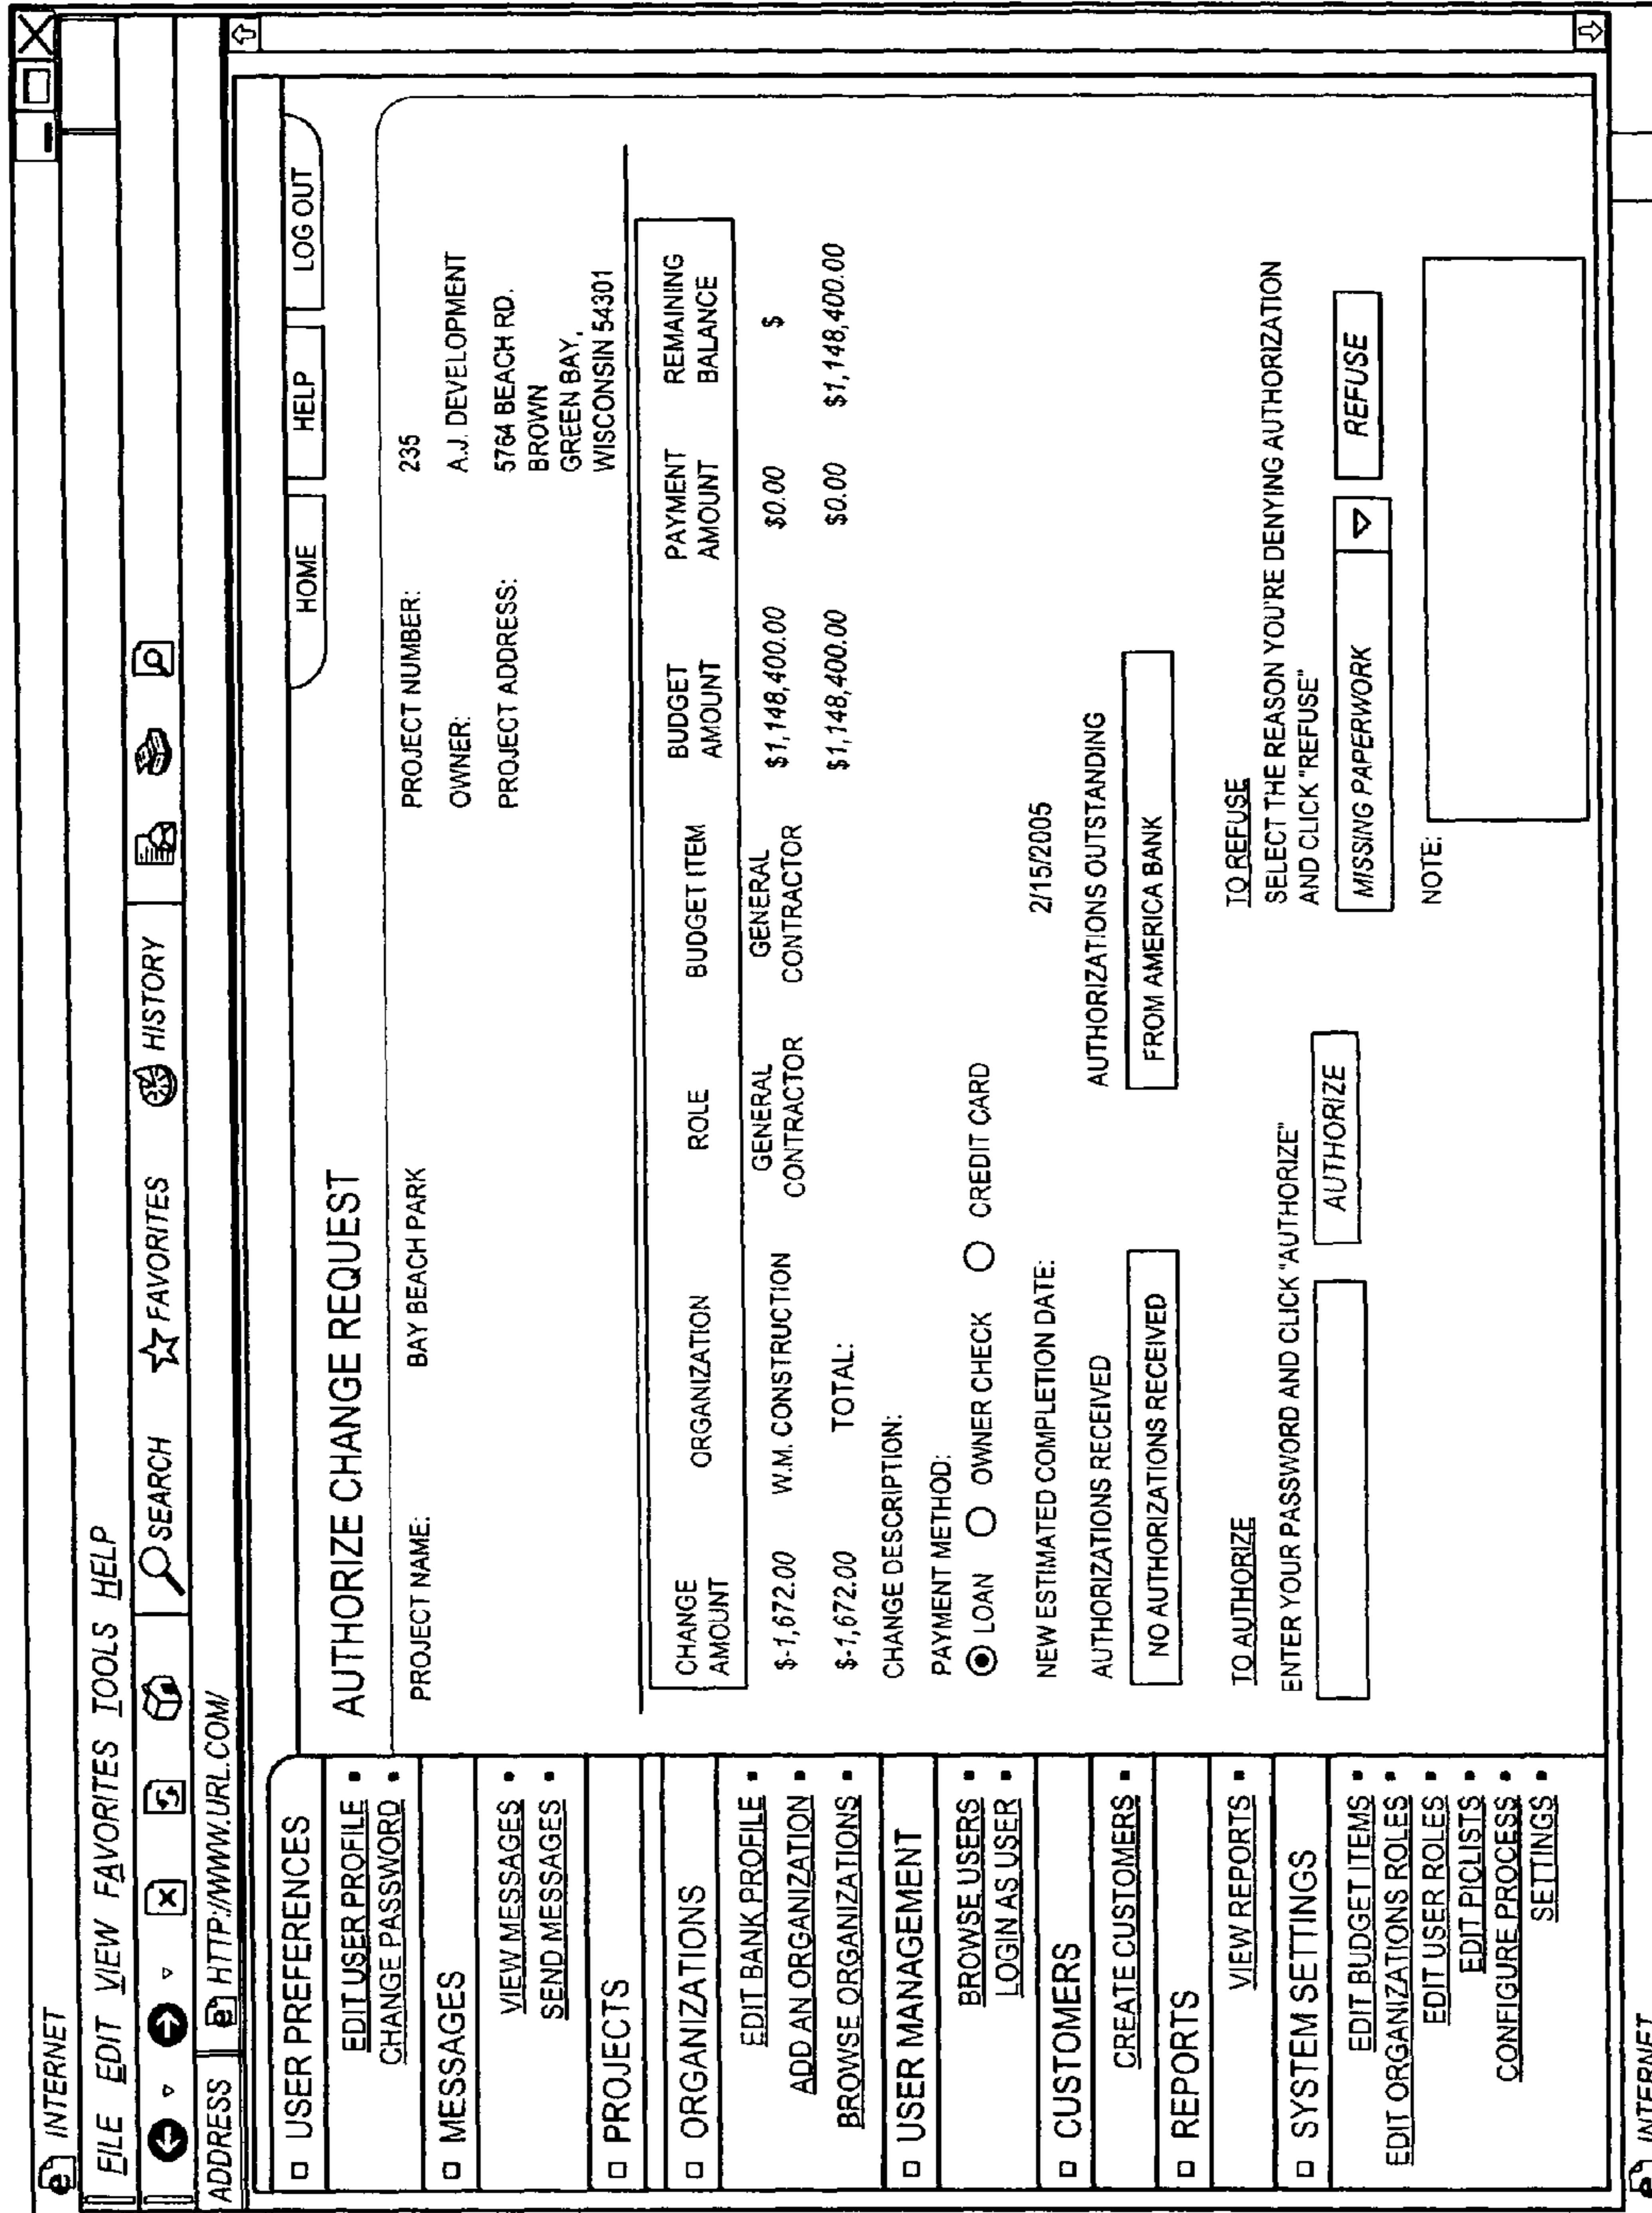 INTERNET
FILE EDIT VIEW FAVORITES TOOLS HELP
SEARCH FAVORITES HISTORY
ADDRESS HTTP://WWW.URL.COM/
HOME HELP LOG OUT
USER PREFERENCES
EDIT USER PROFILE
CHANGE PASSWORD
MESSAGES
VIEW MESSAGES
SEND MESSAGES
PROJECTS
ORGANIZATIONS
EDIT BANK PROFILE
ADD AN ORGANIZATION
BROWSE ORGANIZATIONS
USER MANAGEMENT
BROWSE USERS
LOGIN AS USER
CUSTOMERS
CREATE CUSTOMERS
REPORTS
VIEW REPORTS
SYSTEM SETTINGS
EDIT BUDGET ITEMS
EDIT ORGANIZATIONS ROLES
EDIT USER ROLES
EDIT PICLISTS
CONFIGURE PROCESS
SETTINGS
AUTHORIZE CHANGE REQUEST
PROJECT NAME: BAY BEACH PARK PROJECT NUMBER: 235
OWNER: A.J. DEVELOPMENT
PROJECT ADDRESS: 5764 BEACH RD.
BROWN
GREEN BAY,
WISCONSIN 54301
CHANGE AMOUNT ORGANIZATION ROLE BUDGET ITEM BUDGET AMOUNT PAYMENT AMOUNT REMAINING BALANCE
$-1,672.00 W.M. CONSTRUCTION GENERAL CONTRACTOR GENERAL CONTRACTOR $1,148,400.00 $0.00 $
$-1,672.00 TOTAL: $1,148,400.00 $0.00 $1,148,400.00
CHANGE DESCRIPTION:
PAYMENT METHOD:
LOAN OWNER CHECK CREDIT CARD
NEW ESTIMATED COMPLETION DATE: 2/15/2005
AUTHORIZATIONS RECEIVED AUTHORIZATIONS OUTSTANDING
NO AUTHORIZATIONS RECEIVED FROM AMERICA BANK
TO AUTHORIZE
ENTER YOUR PASSWORD AND CLICK "AUTHORIZE"
AUTHORIZE
TO REFUSE
SELECT THE REASON YOU'RE DENYING AUTHORIZATION
AND CLICK "REFUSE"
MISSING PAPERWORK REFUSE
NOTE:
INTERNET